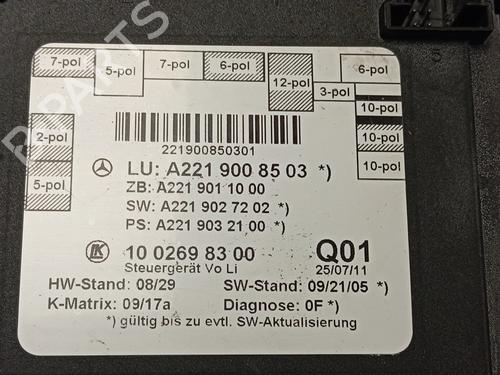 7-pol
5-pol
7-pol
6-pol
12-pol
3-pol
6-pol
10-pol
10-pol
10-pol
2-pol
5-pol
5
221900850301
LU: A221 900 85 03 *)
ZB: A221 901 10 00
SW: A221 902 72 02 *)
PS: A221 903 21 00 *)
LK 10 0269 83 00 Q01
Steuergerät Vo Li 25/07/11
HW-Stand: 08/29 SW-Stand: 09/21/05 *)
K-Matrix: 09/17a Diagnose: 0F *)
*) gültig bis zu evtl. SW-Aktualisierung